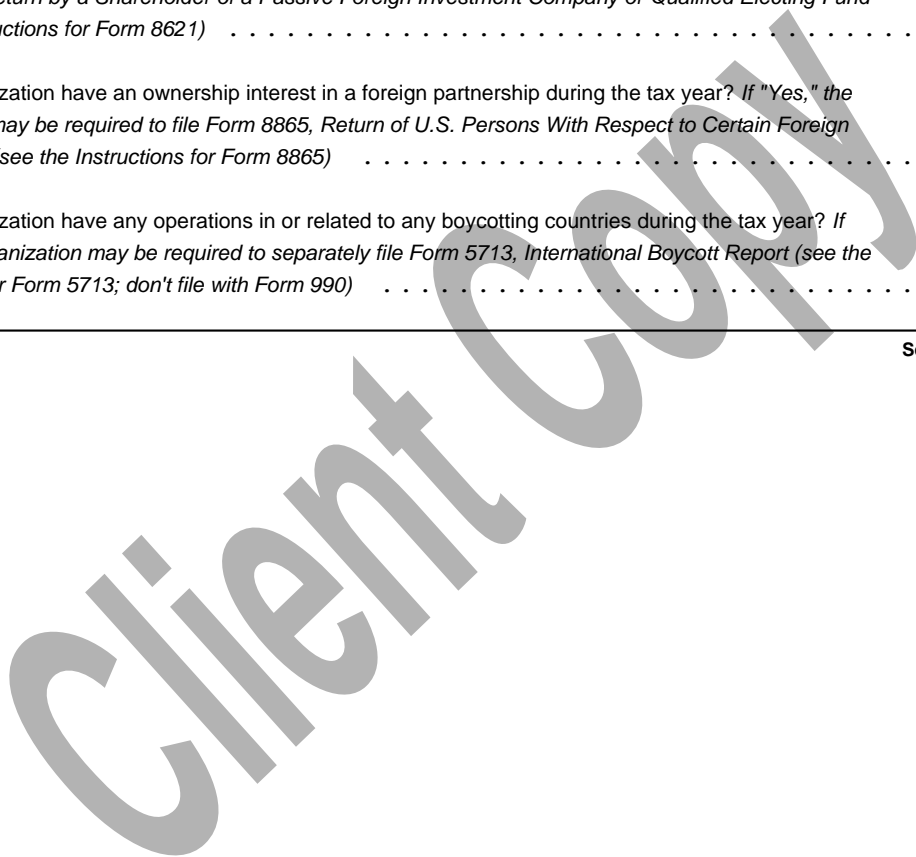 Return by a Shareholder of a Passive Foreign Investment Company or Qualified Electing Fund
uctions for Form 8621) . . . . . . . . . . . . . . . . . . . . . . . . . . . . . . . . . . . .
zation have an ownership interest in a foreign partnership during the tax year? If "Yes," the
may be required to file Form 8865, Return of U.S. Persons With Respect to Certain Foreign
see the Instructions for Form 8865) . . . . . . . . . . . . . . . . . . . . . . . . . . . . .
zation have any operations in or related to any boycotting countries during the tax year? If
anization may be required to separately file Form 5713, International Boycott Report (see the
r Form 5713; don't file with Form 990) . . . . . . . . . . . . . . . . . . . . . . . . . . . .
Client Copy